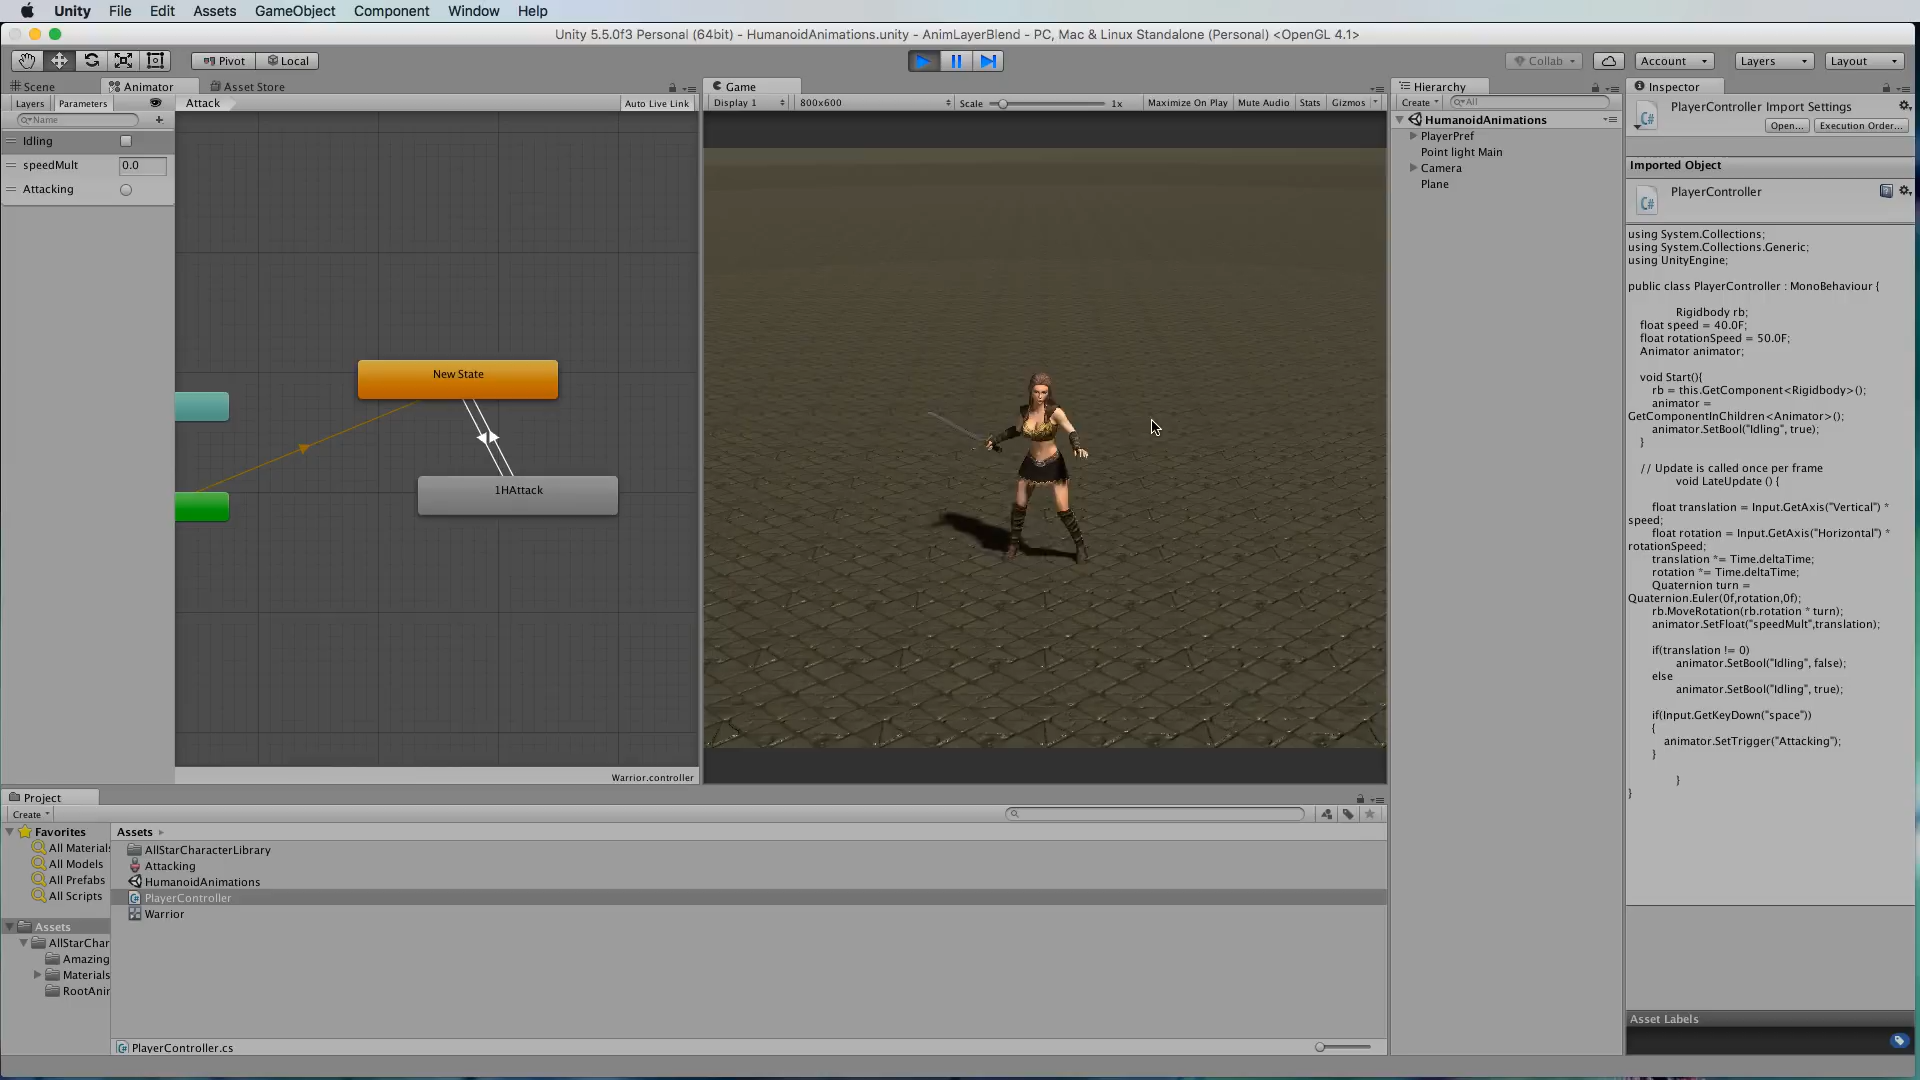 Unity File Edit Assets GameObject Component Window Help
Unity 5.5.0f3 Personal (64bit) - HumanoidAnimations.unity - AnimLayerBlend - PC, Mac & Linux Standalone (Personal) <OpenGL 4.1>
Pivot Local Collab Account Layers Layout
Scene Animator Asset Store
Layers Parameters Attack Auto Live Link
Name
Idling
speedMult 0.0
Attacking
New State
1HAttack
Warrior.controller
Game
Display 1 800x600 Scale 1x Maximize On Play Mute Audio Stats Gizmos
Hierarchy
Create All
HumanoidAnimations
PlayerPref
Point light Main
Camera
Plane
Inspector
PlayerController Import Settings
Open... Execution Order...
Imported Object
PlayerController
using System.Collections;
using System.Collections.Generic;
using UnityEngine;
public class PlayerController : MonoBehaviour {
Rigidbody rb;
float speed = 40.0F;
float rotationSpeed = 50.0F;
Animator animator;
void Start(){
rb = this.GetComponent<Rigidbody>();
animator =
GetComponentInChildren<Animator>();
animator.SetBool("Idling", true);
}
// Update is called once per frame
void LateUpdate () {
float translation = Input.GetAxis("Vertical") *
speed;
float rotation = Input.GetAxis("Horizontal") *
rotationSpeed;
translation *= Time.deltaTime;
rotation *= Time.deltaTime;
Quaternion turn =
Quaternion.Euler(0f,rotation,0f);
rb.MoveRotation(rb.rotation * turn);
animator.SetFloat("speedMult",translation);
if(translation != 0)
animator.SetBool("Idling", false);
else
animator.SetBool("Idling", true);
if(Input.GetKeyDown("space"))
{
animator.SetTrigger("Attacking");
}
}
}
Asset Labels
Project
Create
Favorites
All Materials
All Models
All Prefabs
All Scripts
Assets
AllStarChar
Amazing
Materials
RootAnir
Assets
AllStarCharacterLibrary
Attacking
HumanoidAnimations
PlayerController
Warrior
PlayerController.cs